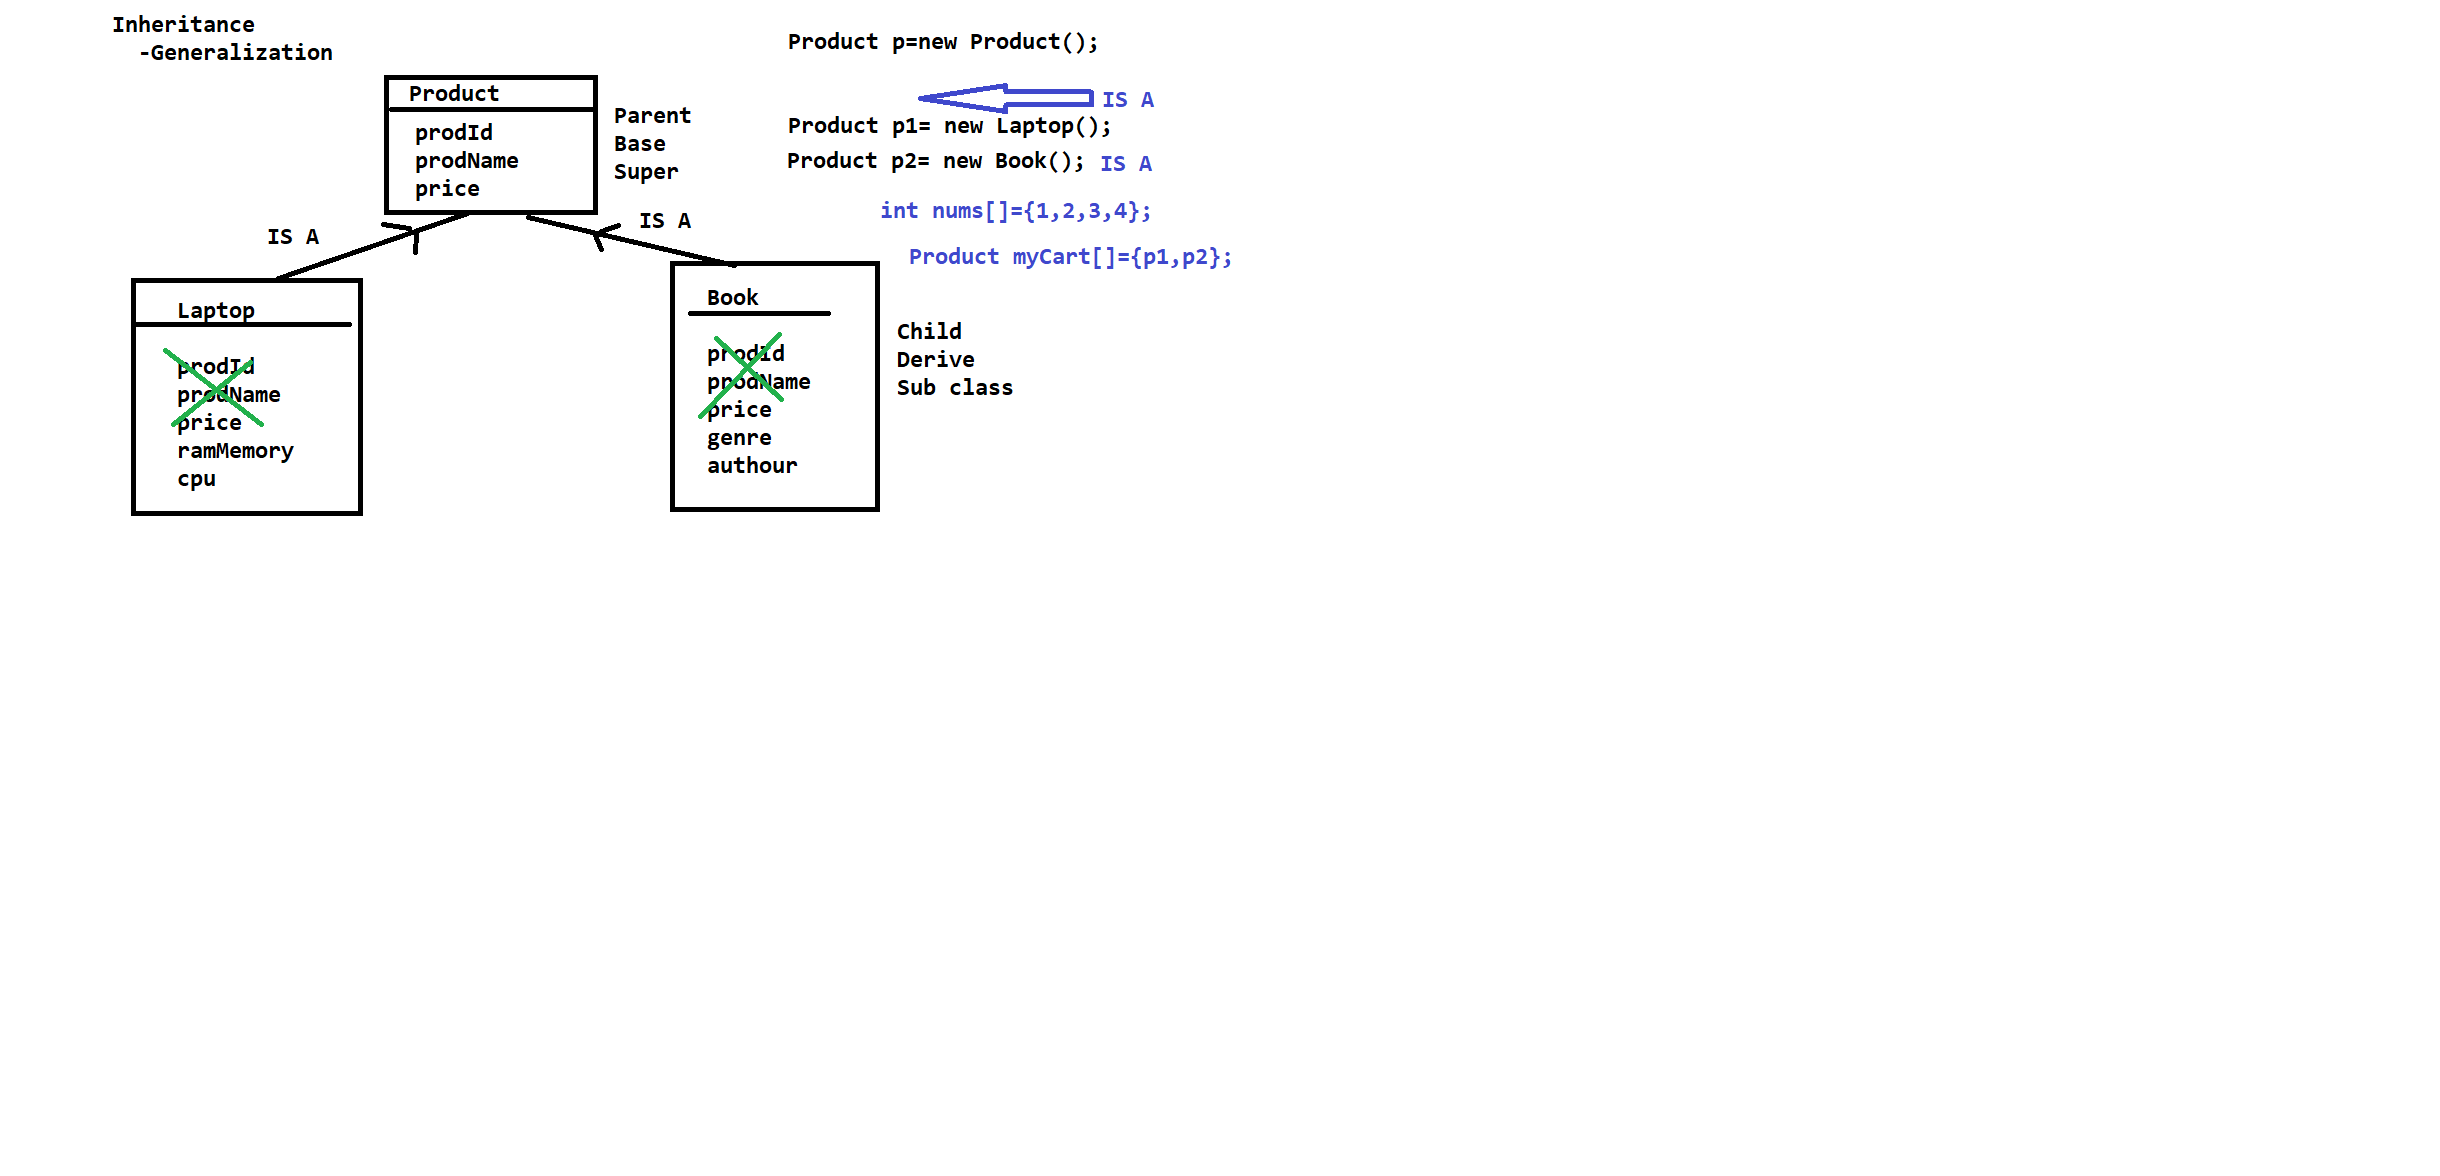 Inheritance
-Generalization
Product
prodId
prodName
price
Parent
Base
Super
IS A
IS A
Laptop
prodId
prodName
price
ramMemory
cpu
Book
prodId
prodName
price
genre
authour
Child
Derive
Sub class
Product p=new Product();
IS A
Product p1= new Laptop();
Product p2= new Book(); IS A
int nums[]={1,2,3,4};
Product myCart[]={p1,p2};